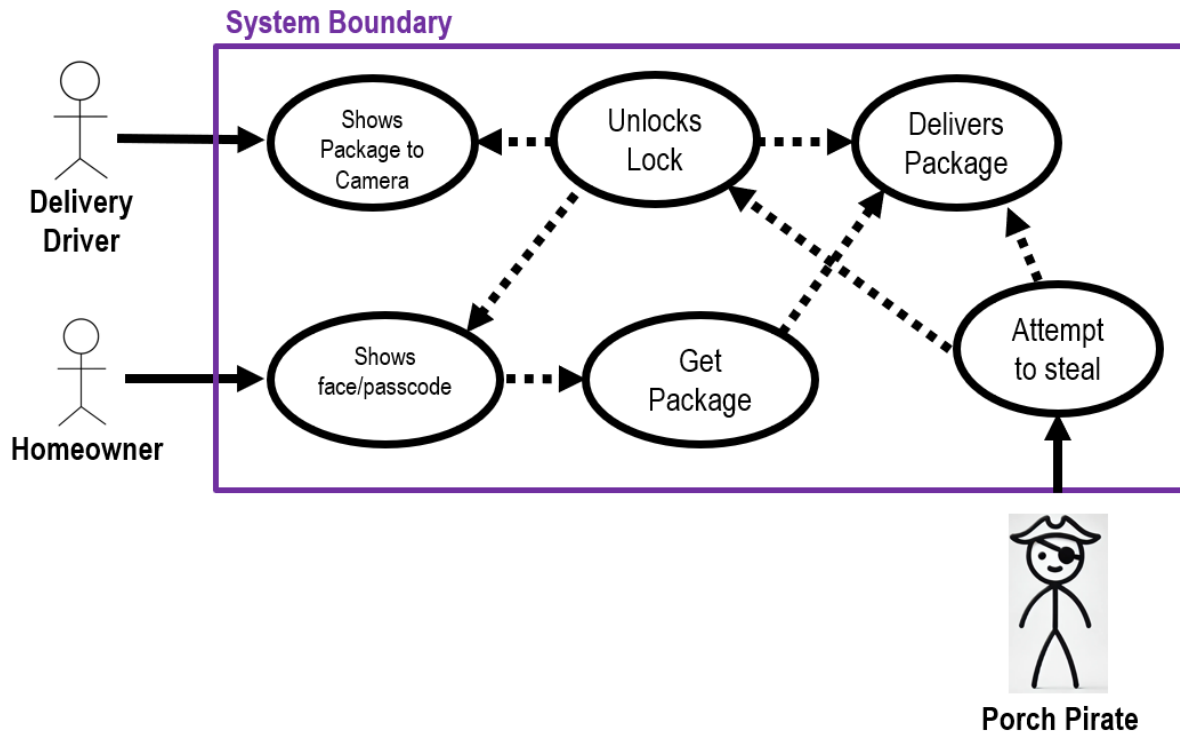 System Boundary
Shows
Package to
Camera
Unlocks
Lock
Delivers
Package
Delivery
Driver
Shows
face/passcode
Get
Package
Attempt
to steal
Homeowner
Porch Pirate